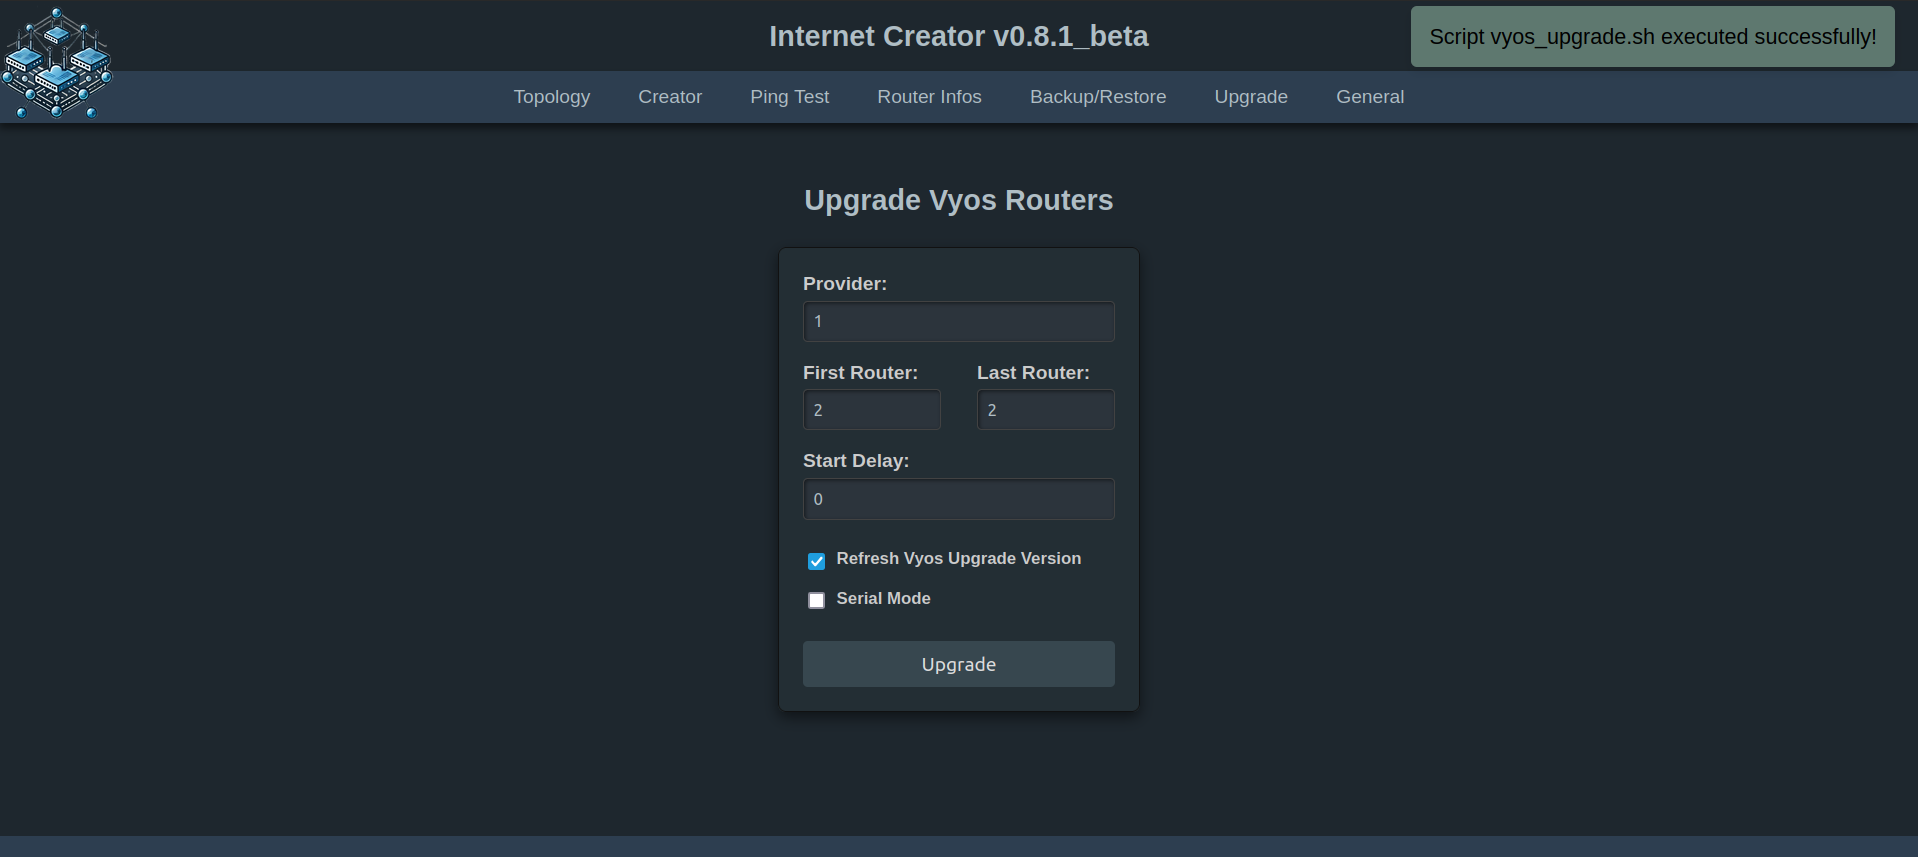 Internet Creator v0.8.1_beta
Script vyos_upgrade.sh executed successfully!
Topology Creator Ping Test Router Infos Backup/Restore Upgrade General
Upgrade Vyos Routers
Provider:
1
First Router: Last Router:
2 2
Start Delay:
0
Refresh Vyos Upgrade Version
Serial Mode
Upgrade